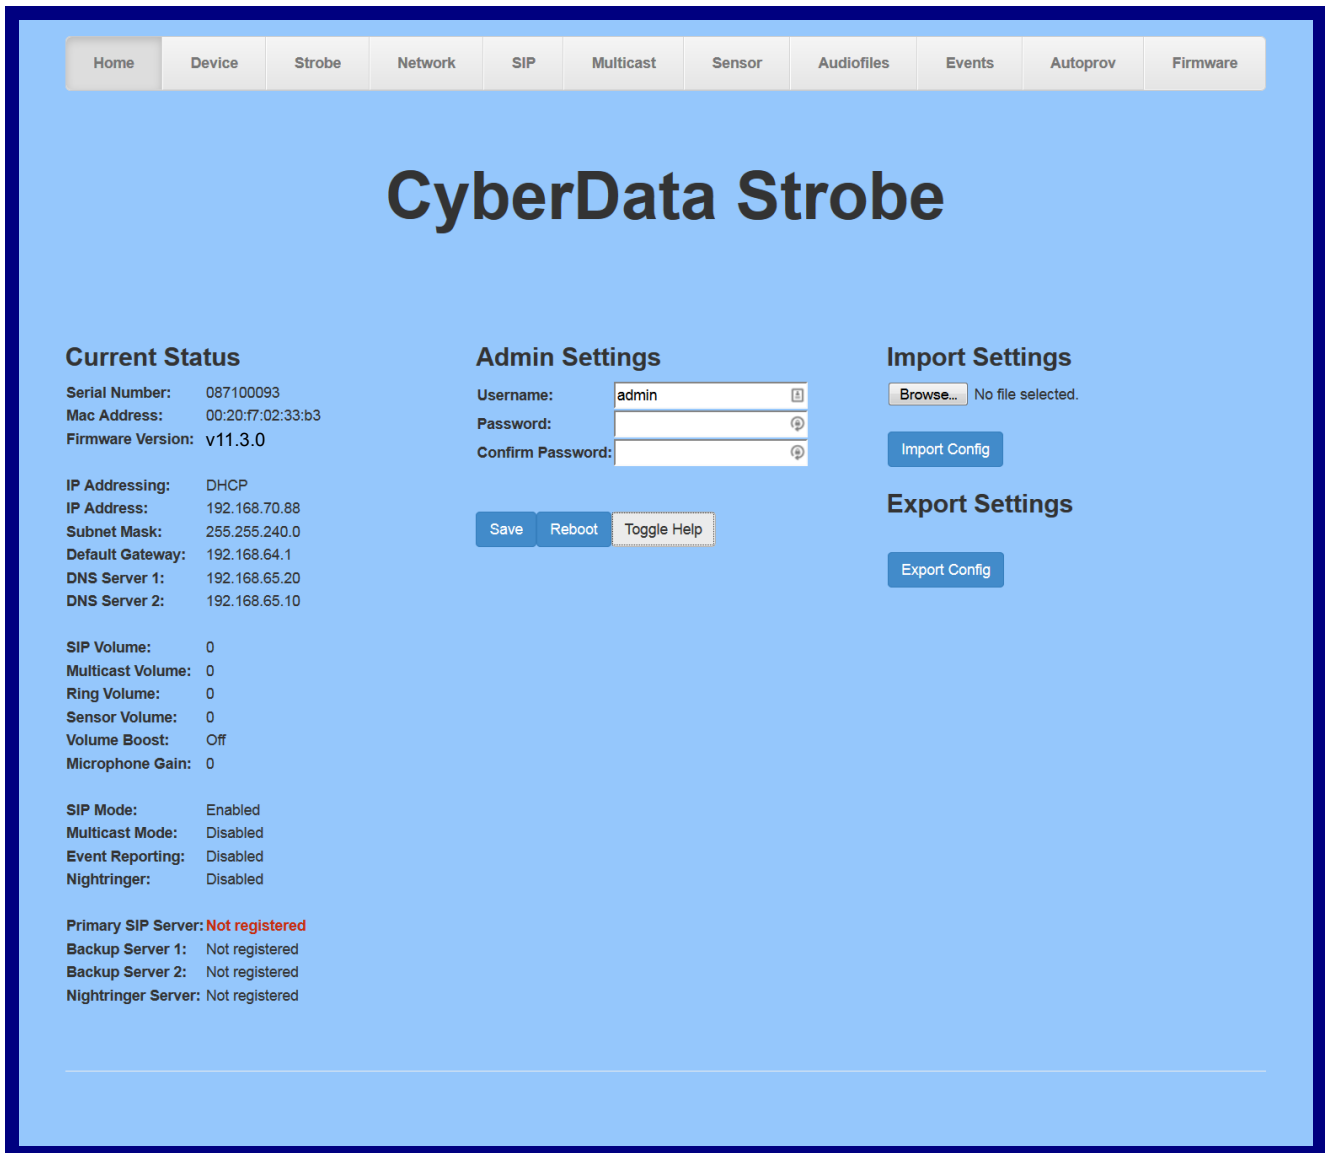 Home Device Strobe Network SIP Multicast Sensor Audiofiles Events Autoprov Firmware
CyberData Strobe
Current Status
Serial Number: 087100093
Mac Address: 00:20:f7:02:33:b3
Firmware Version: v11.3.0
IP Addressing: DHCP
IP Address: 192.168.70.88
Subnet Mask: 255.255.240.0
Default Gateway: 192.168.64.1
DNS Server 1: 192.168.65.20
DNS Server 2: 192.168.65.10
SIP Volume: 0
Multicast Volume: 0
Ring Volume: 0
Sensor Volume: 0
Volume Boost: Off
Microphone Gain: 0
SIP Mode: Enabled
Multicast Mode: Disabled
Event Reporting: Disabled
Nightringer: Disabled
Primary SIP Server: Not registered
Backup Server 1: Not registered
Backup Server 2: Not registered
Nightringer Server: Not registered
Admin Settings
Username: admin
Password:
Confirm Password:
Save Reboot Toggle Help
Import Settings
Browse... No file selected.
Import Config
Export Settings
Export Config